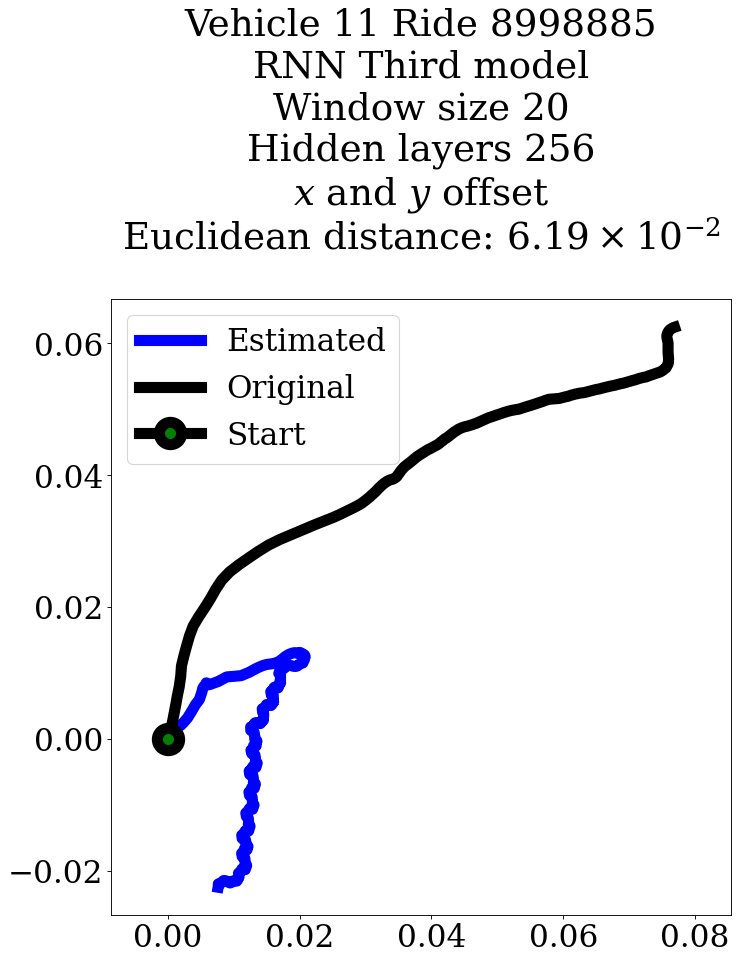 Vehicle 11 Ride 8998885
RNN Third model
Window size 20
Hidden layers 256
x and y offset
Euclidean distance: 6.19 × 10⁻²
Estimated
Original
Start
0.06
0.04
0.02
0.00
−0.02
0.00 0.02 0.04 0.06 0.08